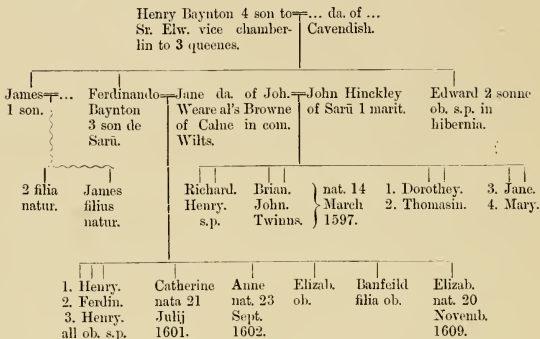 Henry Baynton 4 son to
Sr. Elw. vice chamber-
lin to 3 queenes.
... da. of ...
Cavendish.
James
1 son.
...
Ferdinando
Baynton
3 son de
Sarū.
Jane da. of Joh.
Weare al's Browne
of Calne in com.
Wilts.
John Hinckley
of Sarū 1 marit.
Edward 2 sonne
ob. s.p. in
hibernia.
2 filia
natur.
James
filius
natur.
Richard.
Henry.
s.p.
Brian.
John.
Twinns.
nat. 14
March
1597.
1. Dorothey.
2. Thomasin.
3. Jane.
4. Mary.
1. Henry.
2. Ferdin.
3. Henry.
all ob. s.p.
Catherine
nata 21
Julij
1601.
Anne
nat. 23
Sept.
1602.
Elizab.
ob.
Banfeild
filia ob.
Elizab.
nat. 20
Novemb.
1609.